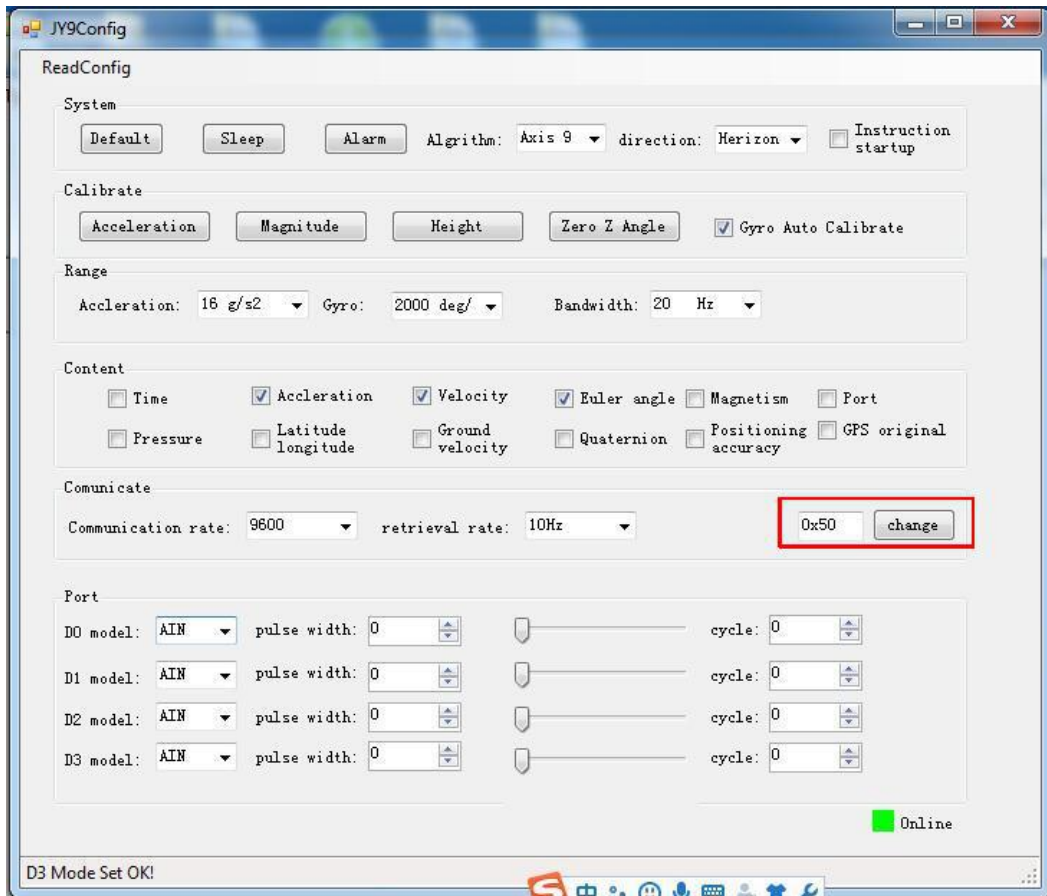 JY9Config
ReadConfig
System
Default Sleep Alarm Algrithm: Axis 9 direction: Herizon Instruction startup
Calibrate
Acceleration Magnitude Height Zero Z Angle Gyro Auto Calibrate
Range
Accleration: 16 g/s2 Gyro: 2000 deg/ Bandwidth: 20 Hz
Content
Time Accleration Velocity Euler angle Magnetism Port
Pressure Latitude longitude Ground velocity Quaternion Positioning accuracy GPS original
Comunicate
Communication rate: 9600 retrieval rate: 10Hz 0x50 change
Port
D0 model: AIN pulse width: 0 cycle: 0
D1 model: AIN pulse width: 0 cycle: 0
D2 model: AIN pulse width: 0 cycle: 0
D3 model: AIN pulse width: 0 cycle: 0
Online
D3 Mode Set OK!
中